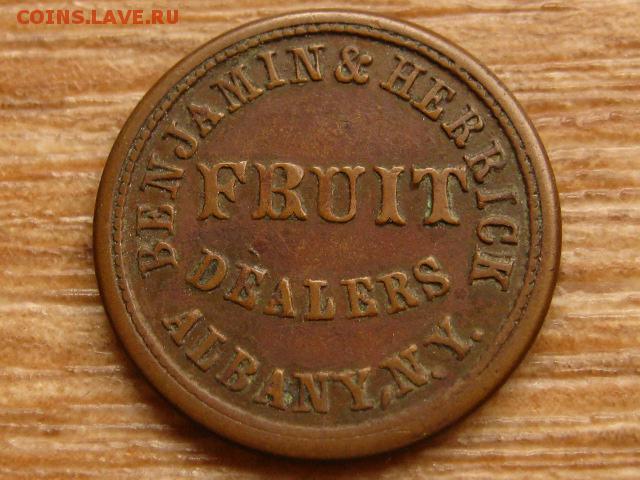 COINS.LAVE.RU
BENJAMIN & HERRICK
FRUIT
DEALERS
ALBANY, N.Y.